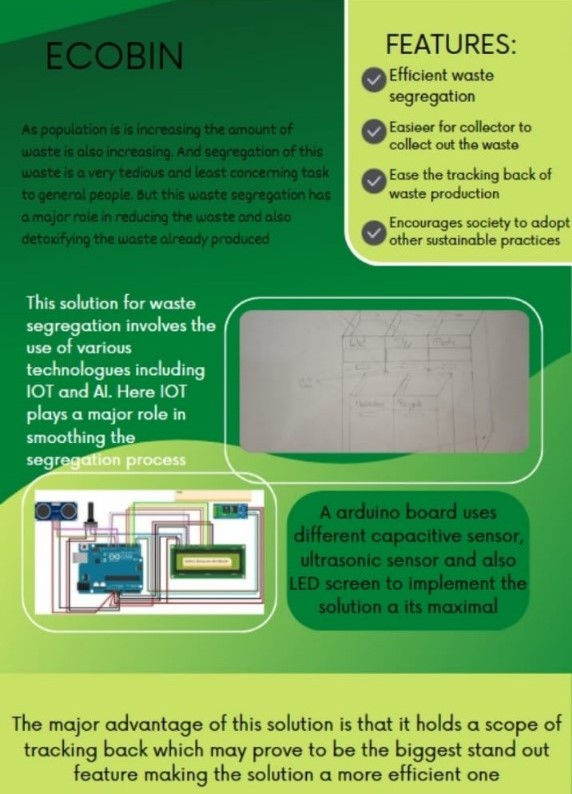 ECOBIN
As population is is increasing the amount of
waste is also increasing. And segregation of this
waste is a very tedious and least concerning task
to general people. But this waste segregation has
a major role in reducing the waste and also
detoxifying the waste already produced
FEATURES:
Efficient waste
segregation
Easieer for collector to
collect out the waste
Ease the tracking back of
waste production
Encourages society to adopt
other sustainable practices
This solution for waste
segregation involves the
use of various
technologues including
IOT and AI. Here IOT
plays a major role in
smoothing the
segregation process
A arduino board uses
different capacitive sensor,
ultrasonic sensor and also
LED screen to implement the
solution a its maximal
The major advantage of this solution is that it holds a scope of
tracking back which may prove to be the biggest stand out
feature making the solution a more efficient one